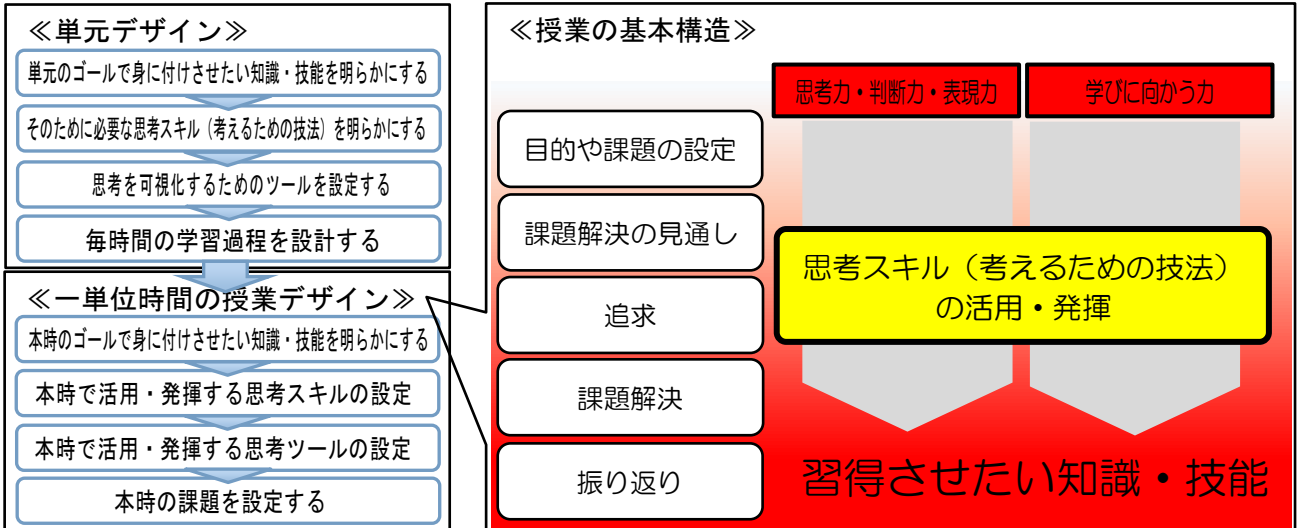 ≪単元デザイン≫
単元のゴールで身に付けさせたい知識・技能を明らかにする
そのために必要な思考スキル（考えるための技法）を明らかにする
思考を可視化するためのツールを設定する
毎時間の学習過程を設計する
≪一単位時間の授業デザイン≫
本時のゴールで身に付けさせたい知識・技能を明らかにする
本時で活用・発揮する思考スキルの設定
本時で活用・発揮する思考ツールの設定
本時の課題を設定する
≪授業の基本構造≫
思考力・判断力・表現力
学びに向かう力
目的や課題の設定
課題解決の見通し
追求
課題解決
振り返り
思考スキル（考えるための技法）
の活用・発揮
習得させたい知識・技能